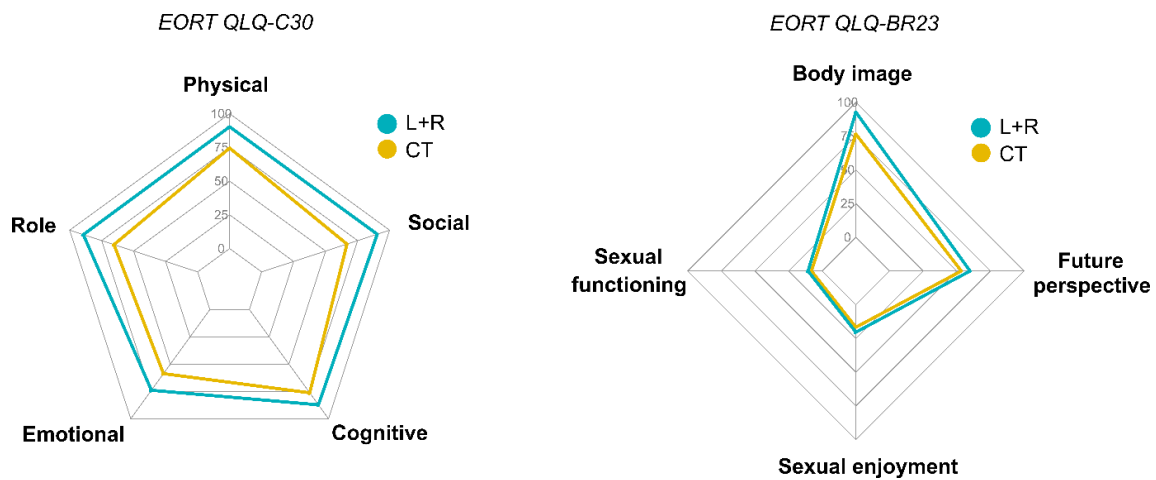 EORT QLQ-C30
Physical
100
75
50
25
0
L+R
CT
Role
Social
Emotional
Cognitive
EORT QLQ-BR23
Body image
100
75
50
25
0
L+R
CT
Sexual
functioning
Future
perspective
Sexual enjoyment